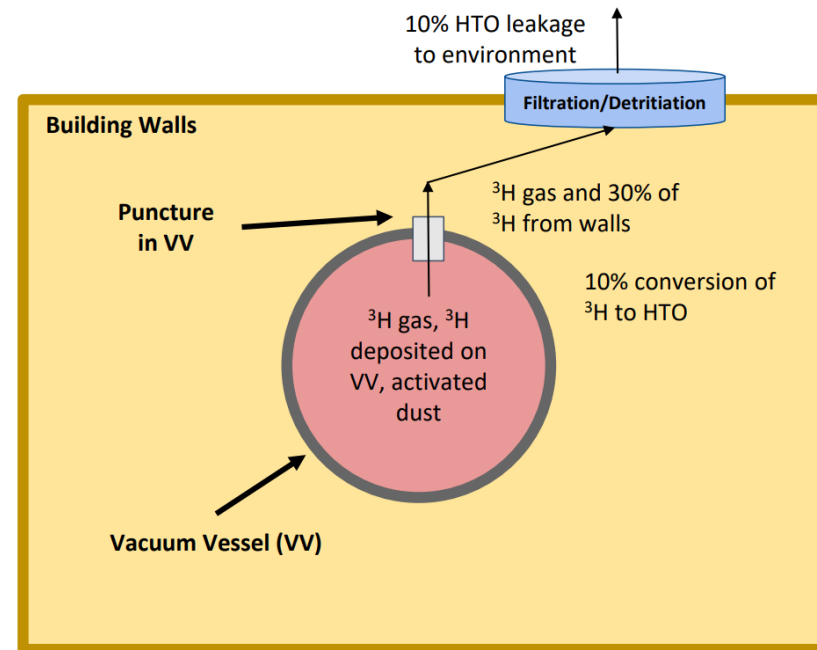 10% HTO leakage
to environment
Filtration/Detritiation
Building Walls
Puncture
in VV
³H gas and 30% of
³H from walls
10% conversion of
³H to HTO
³H gas, ³H
deposited on
VV, activated
dust
Vacuum Vessel (VV)